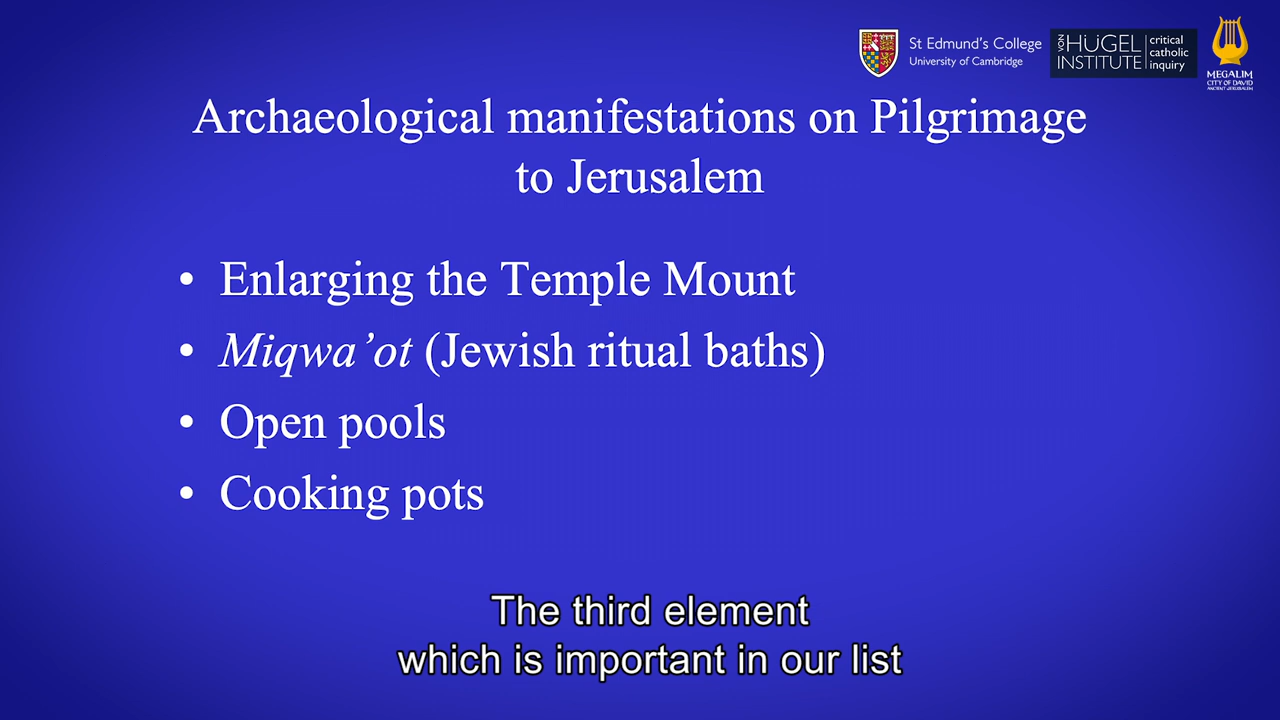 St Edmund's College
University of Cambridge
VON HÜGEL INSTITUTE
critical
catholic
inquiry
MEGALIM
CITY OF DAVID
ANCIENT JERUSALEM
Archaeological manifestations on Pilgrimage
to Jerusalem
• Enlarging the Temple Mount
• Miqwa’ot (Jewish ritual baths)
• Open pools
• Cooking pots
The third element
which is important in our list